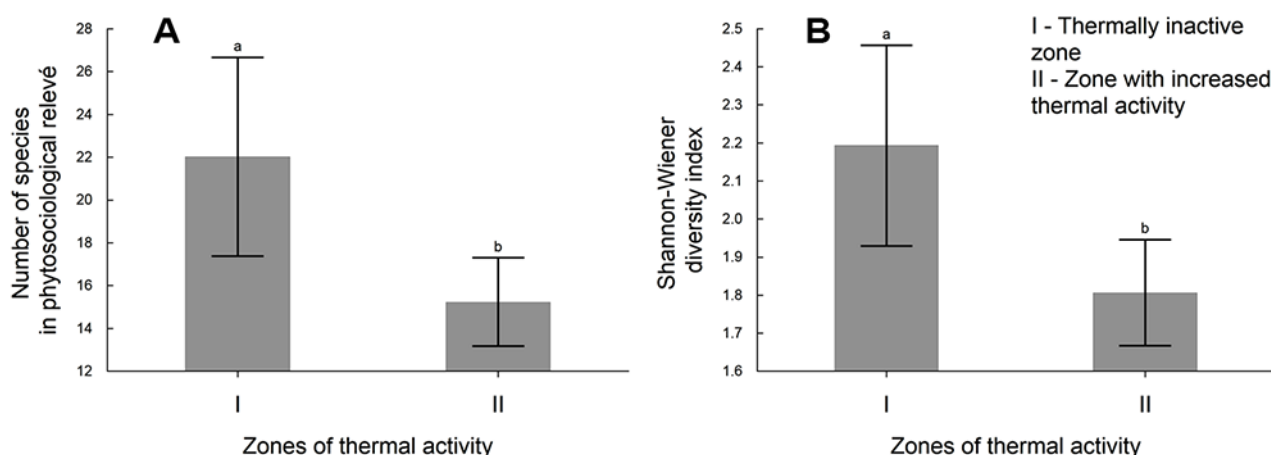 A
Number of species
in phytosociological relevé
28
26
24
22
20
18
16
14
12
a
b
I
II
Zones of thermal activity
B
Shannon-Wiener
diversity index
2.5
2.4
2.3
2.2
2.1
2.0
1.9
1.8
1.7
1.6
a
b
I
II
Zones of thermal activity
I - Thermally inactive
zone
II - Zone with increased
thermal activity